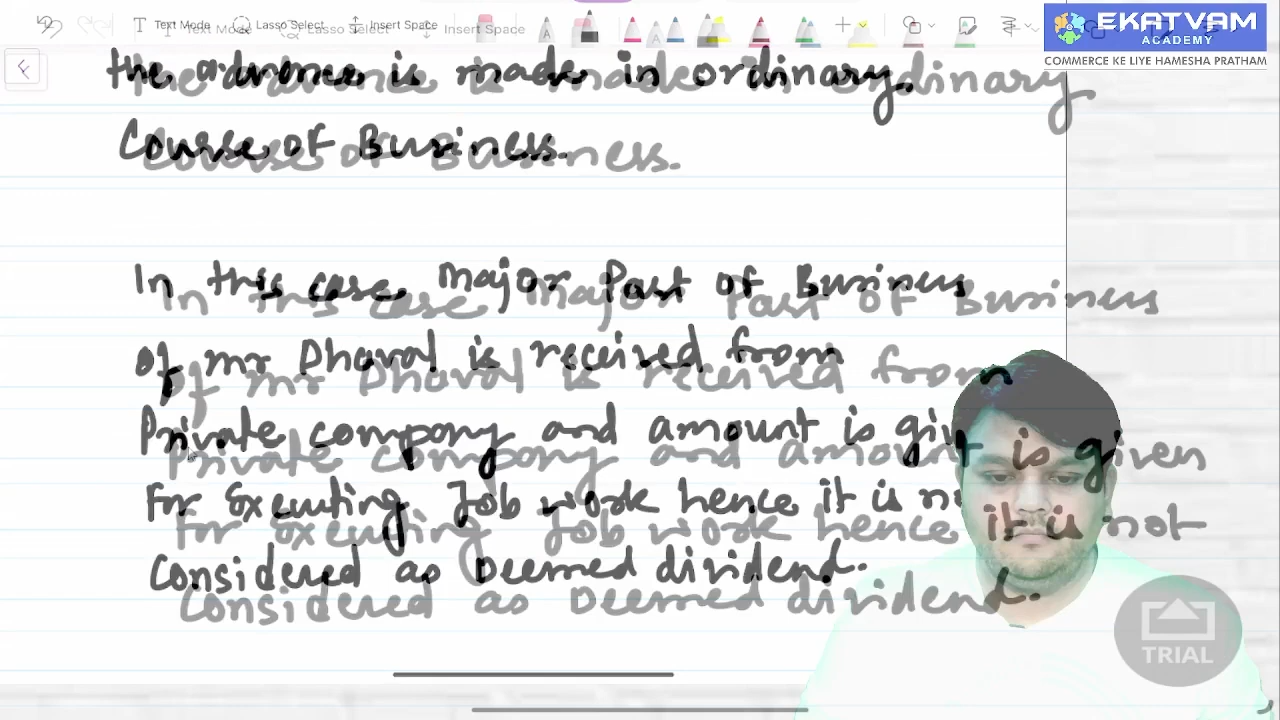 Text Mode Lasso Select Insert Space
EKATVAM
ACADEMY
COMMERCE KE LIYE HAMESHA PRATHAM
the advance is made in ordinary
Course of Business.
In this case major Part of Business
of mr Dhaval is received from
Private company and amount is given
for Executing Job work hence it is not
Considered as Deemed dividend.
TRIAL